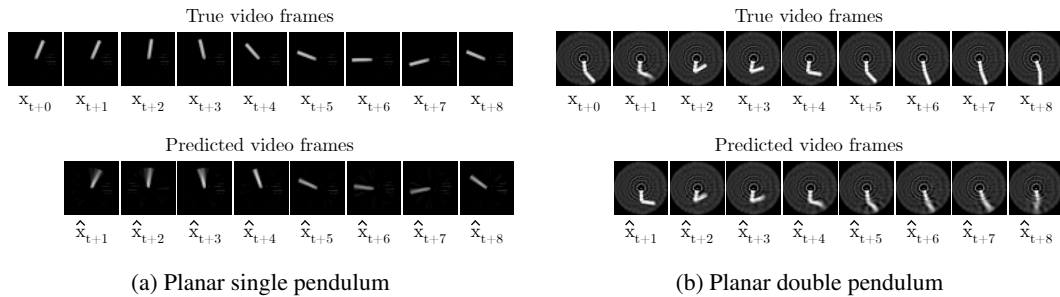 True video frames
x_{t+0} x_{t+1} x_{t+2} x_{t+3} x_{t+4} x_{t+5} x_{t+6} x_{t+7} x_{t+8}
Predicted video frames
x̂_{t+1} x̂_{t+2} x̂_{t+3} x̂_{t+4} x̂_{t+5} x̂_{t+6} x̂_{t+7} x̂_{t+8}
(a) Planar single pendulum
True video frames
x_{t+0} x_{t+1} x_{t+2} x_{t+3} x_{t+4} x_{t+5} x_{t+6} x_{t+7} x_{t+8}
Predicted video frames
x̂_{t+1} x̂_{t+2} x̂_{t+3} x̂_{t+4} x̂_{t+5} x̂_{t+6} x̂_{t+7} x̂_{t+8}
(b) Planar double pendulum